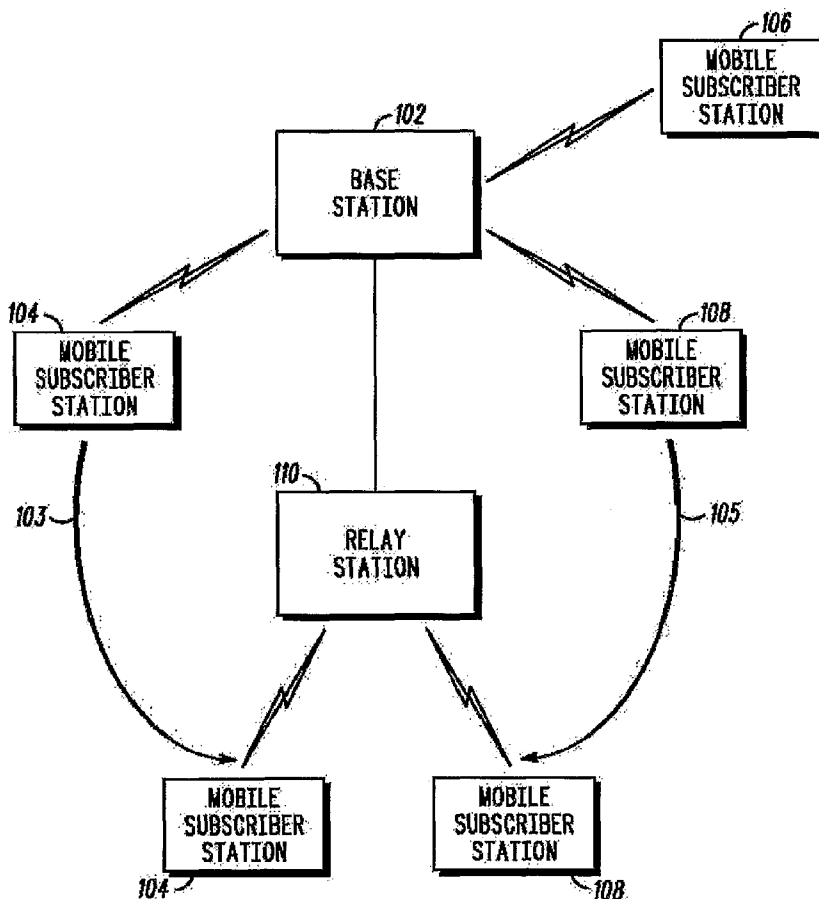 106
MOBILE
SUBSCRIBER
STATION
102
BASE
STATION
104
MOBILE
SUBSCRIBER
STATION
108
MOBILE
SUBSCRIBER
STATION
110
RELAY
STATION
103
105
MOBILE
SUBSCRIBER
STATION
104
MOBILE
SUBSCRIBER
STATION
108